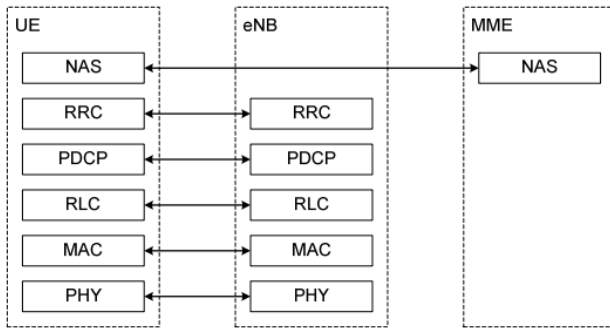 UE eNB MME
NAS NAS
RRC RRC
PDCP PDCP
RLC RLC
MAC MAC
PHY PHY